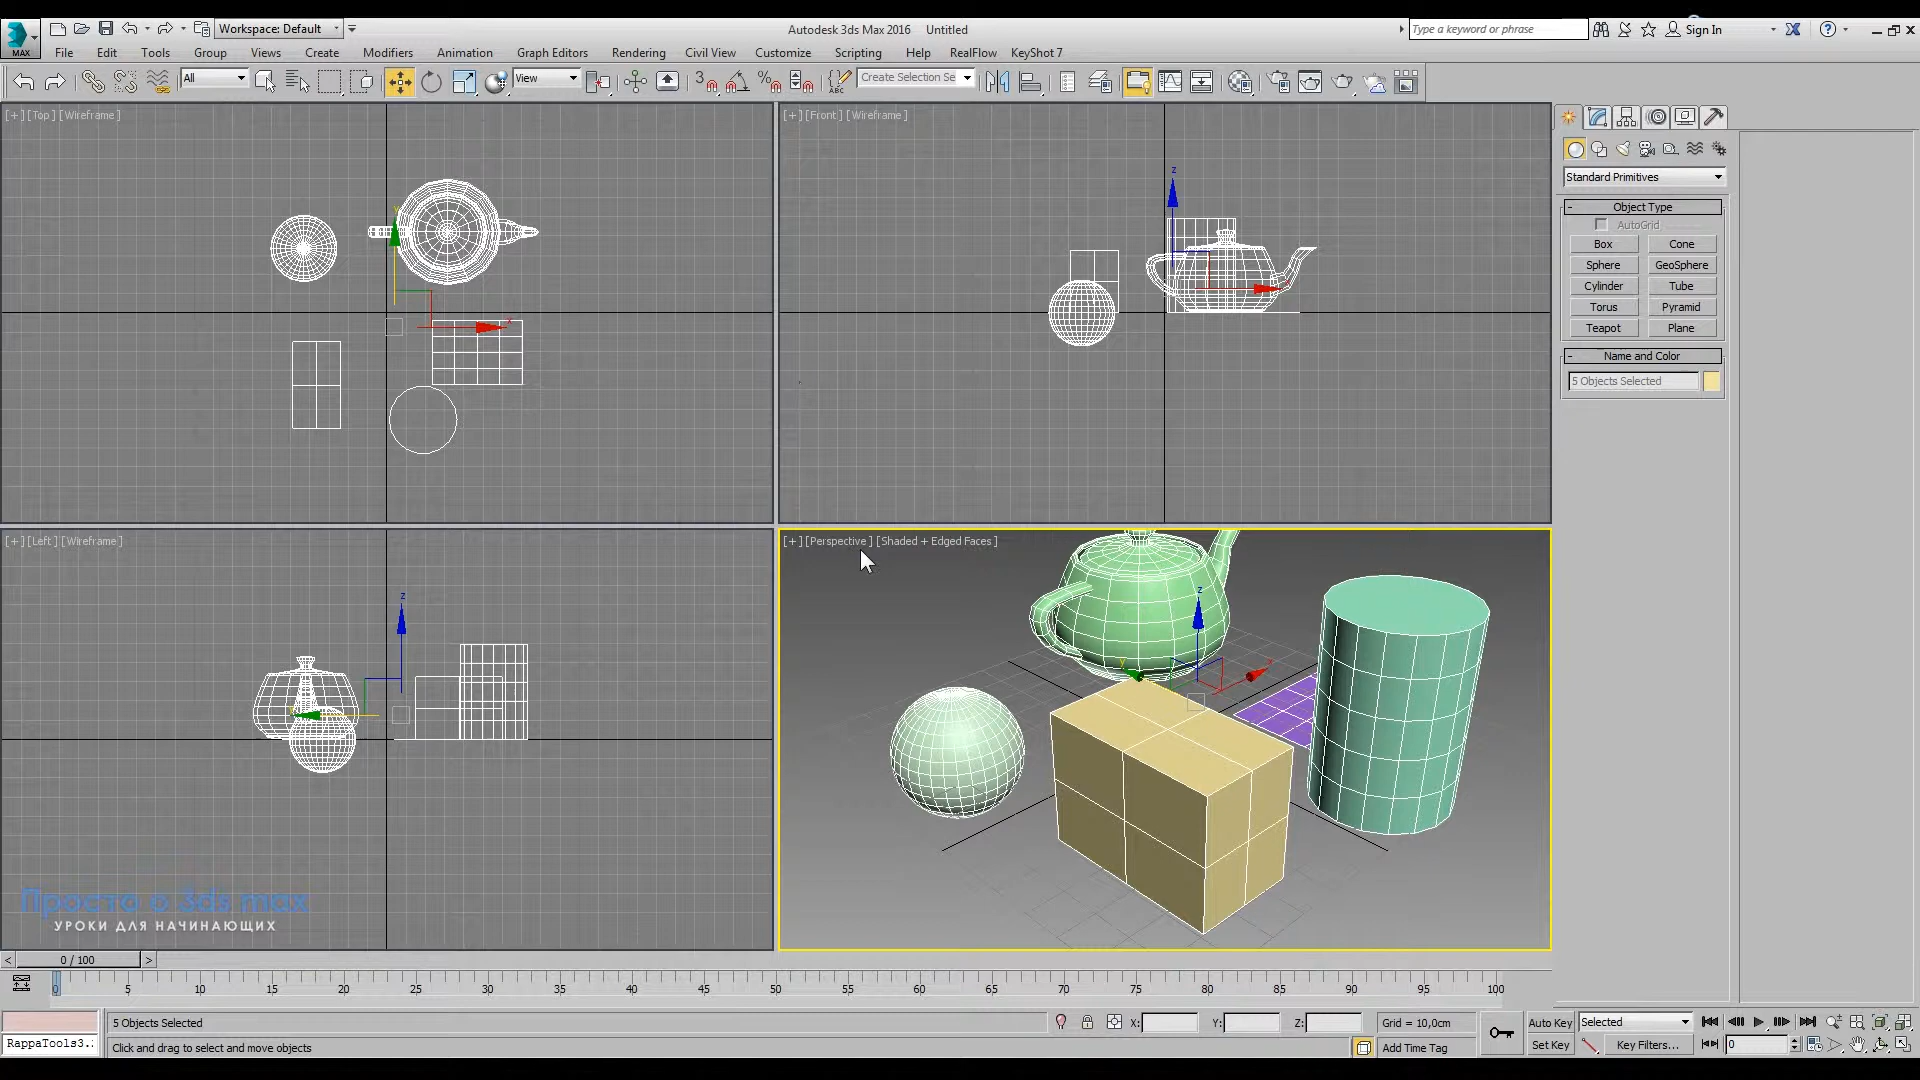 MAX
Workspace: Default
Autodesk 3ds Max 2016 Untitled
Type a keyword or phrase
Sign In
File Edit Tools Group Views Create Modifiers Animation Graph Editors Rendering Civil View Customize Scripting Help RealFlow KeyShot 7
All
View
3
ABC
Create Selection Se
[+] [Top] [Wireframe]
[+] [Front] [Wireframe]
y
x
z
Standard Primitives
- Object Type
AutoGrid
Box Cone
Sphere GeoSphere
Cylinder Tube
Torus Pyramid
Teapot Plane
- Name and Color
5 Objects Selected
[+] [Left] [Wireframe]
[+] [Perspective] [Shaded + Edged Faces]
z
z
y
x
Просто о 3ds max
УРОКИ ДЛЯ НАЧИНАЮЩИХ
< 0 / 100 >
0 5 10 15 20 25 30 35 40 45 50 55 60 65 70 75 80 85 90 95 100
5 Objects Selected
X: Y: Z: Grid = 10,0cm
Auto Key Selected
RappaTools3.
Click and drag to select and move objects
Add Time Tag
Set Key Key Filters...
0